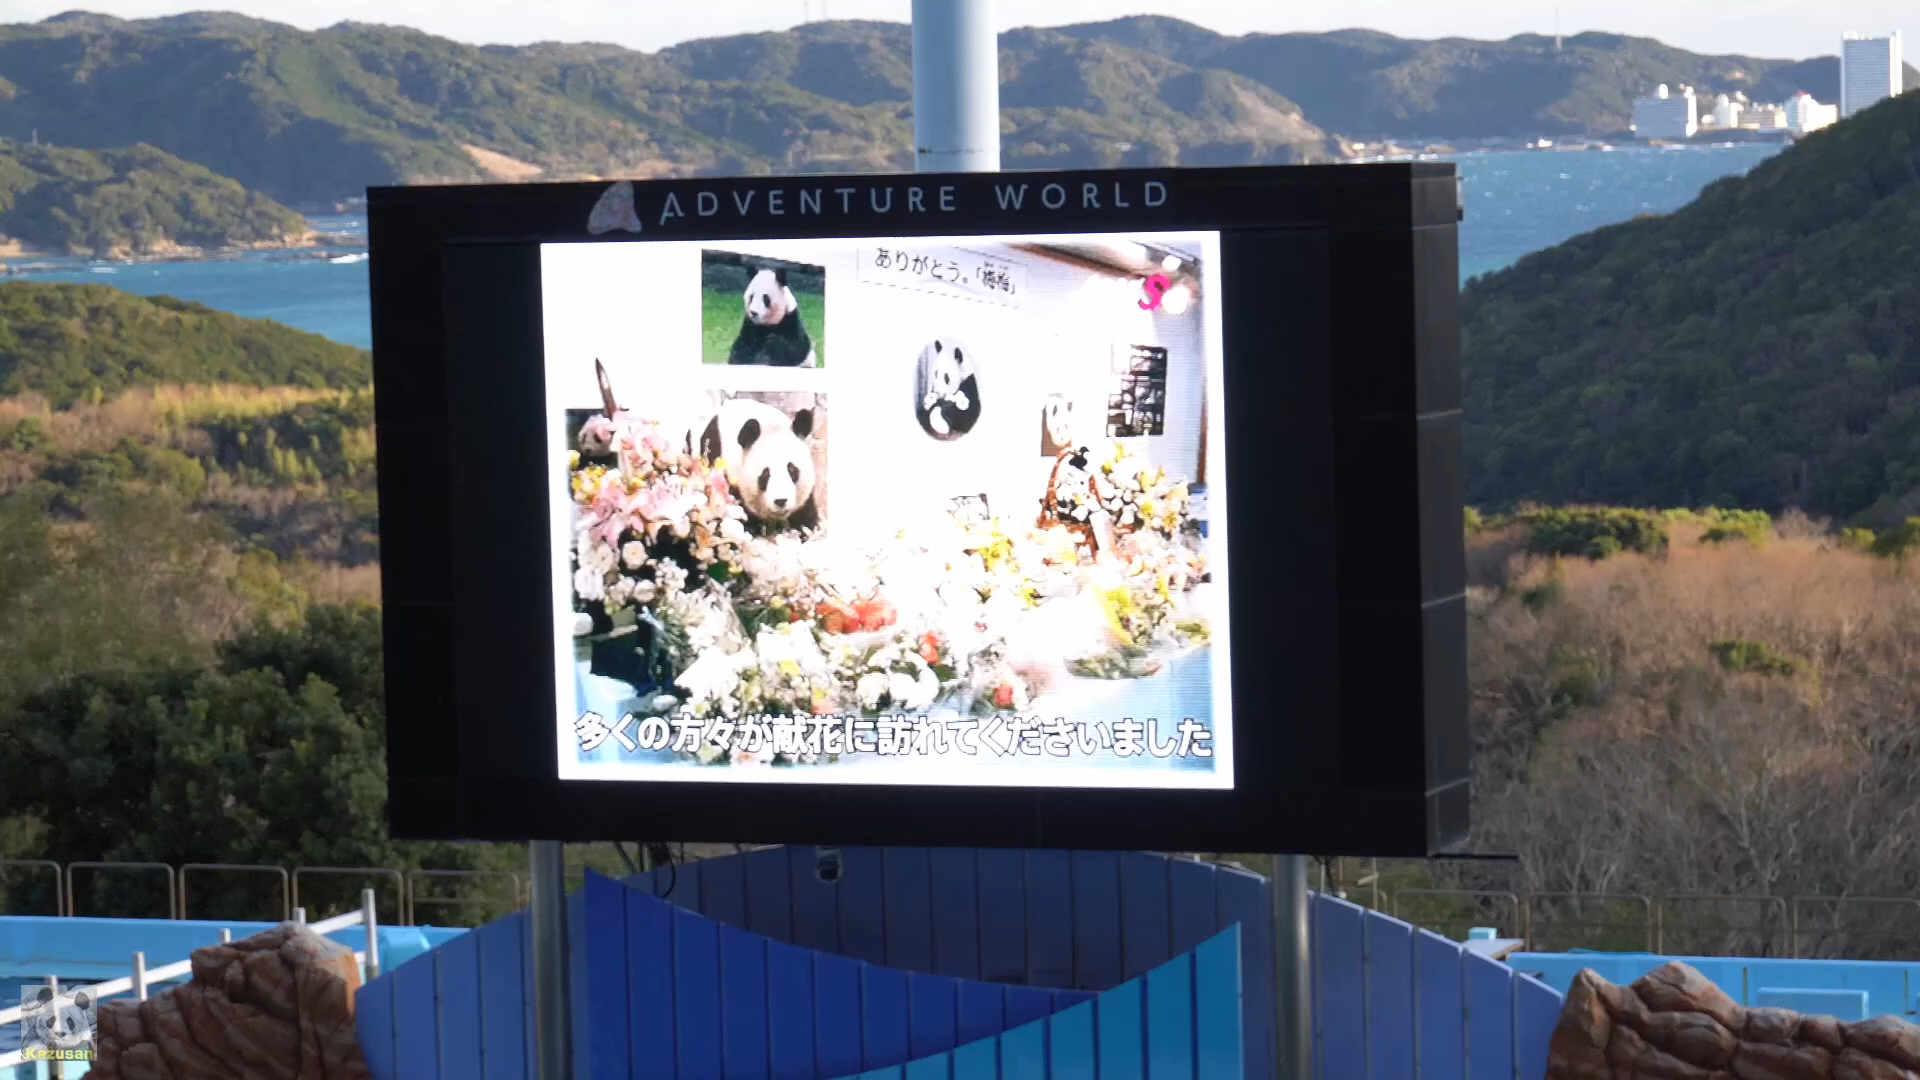 ADVENTURE WORLD
ありがとう。「梅梅」
S
多くの方々が献花に訪れてくださいました
Kazusan